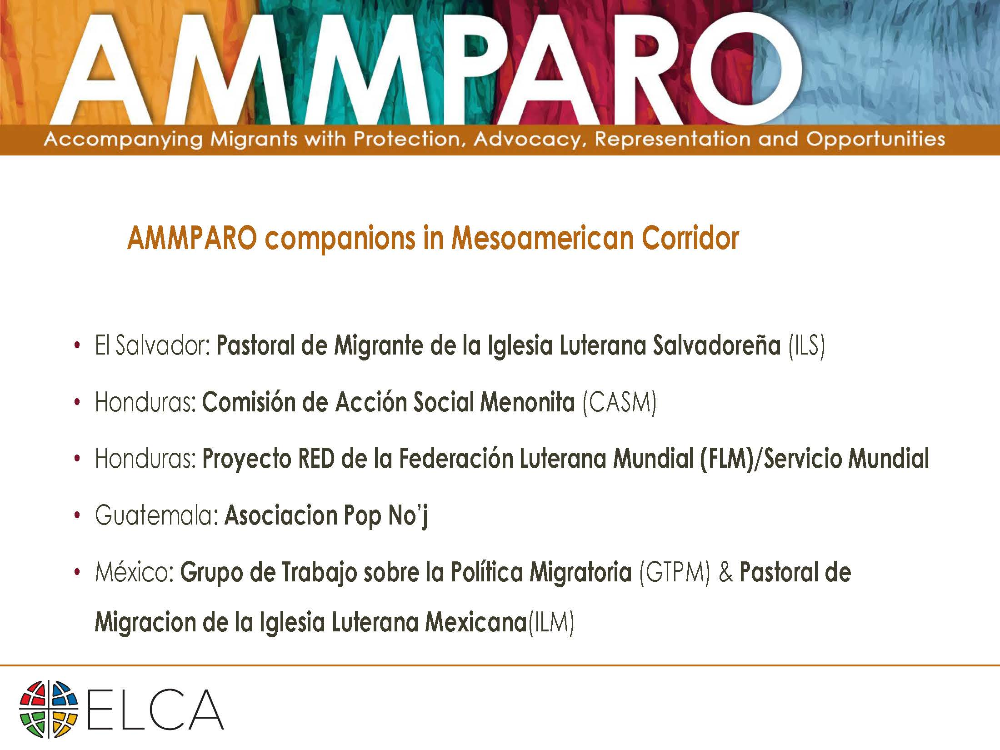 AMMPARO
Accompanying Migrants with Protection, Advocacy, Representation and Opportunities
AMMPARO companions in Mesoamerican Corridor
• El Salvador: Pastoral de Migrante de la Iglesia Luterana Salvadoreña (ILS)
• Honduras: Comisión de Acción Social Menonita (CASM)
• Honduras: Proyecto RED de la Federación Luterana Mundial (FLM)/Servicio Mundial
• Guatemala: Asociacion Pop No’j
• México: Grupo de Trabajo sobre la Política Migratoria (GTPM) & Pastoral de
Migracion de la Iglesia Luterana Mexicana(ILM)
ELCA